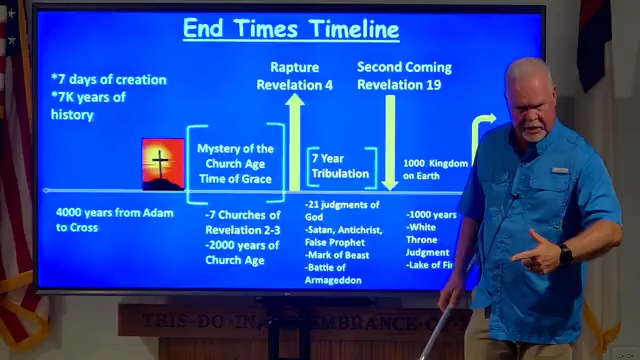 End Times Timeline
*7 days of creation
*7K years of
history
Rapture
Revelation 4
Second Coming
Revelation 19
Mystery of the
Church Age
Time of Grace
7 Year
Tribulation
1000 Kingdom
on Earth
4000 years from Adam
to Cross
-7 Churches of
Revelation 2-3
-2000 years of
Church Age
-21 judgments of
God
-Satan, Antichrist,
False Prophet
-Mark of Beast
-Battle of
Armageddon
-1000 years
-White
Throne
Judgment
-Lake of
THIS·DO·IN